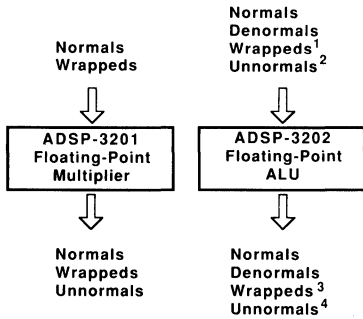 Normals
Wrappeds
Normals
Denormals
Wrappeds¹
Unnormals²
ADSP-3201
Floating-Point
Multiplier
ADSP-3202
Floating-Point
ALU
Normals
Wrappeds
Unnormals
Normals
Denormals
Wrappeds³
Unnormals⁴